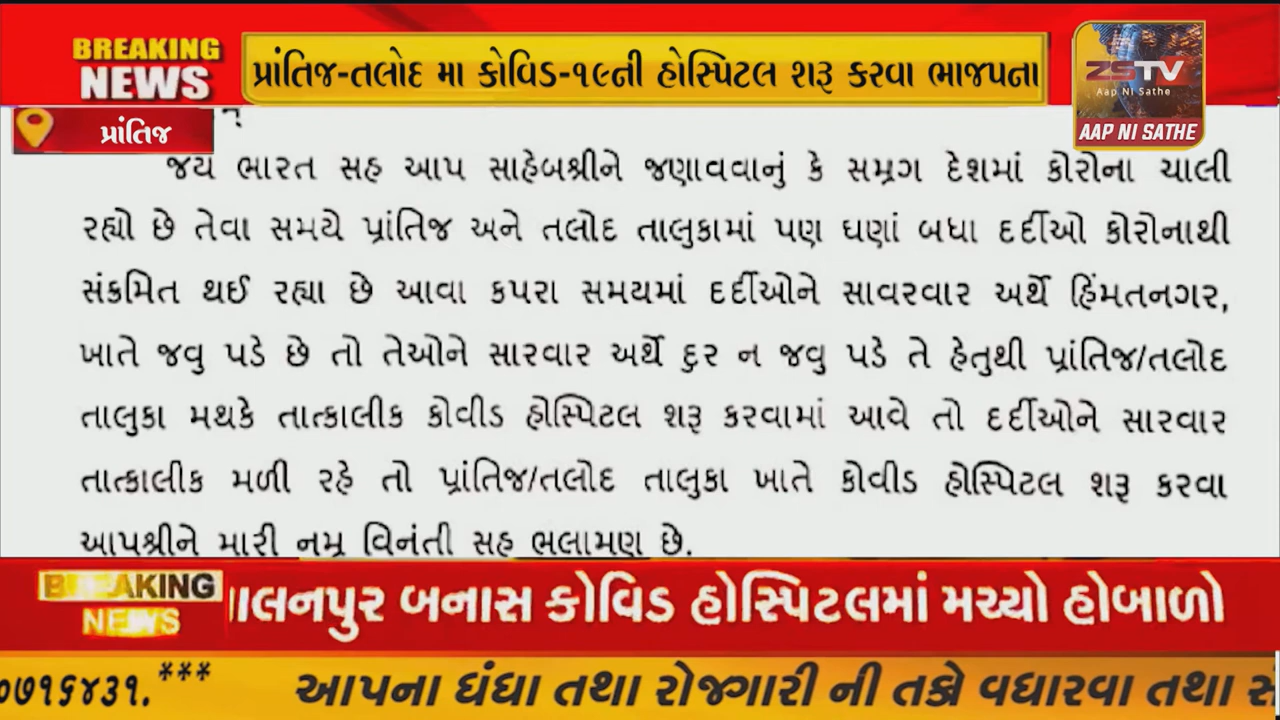 BREAKING
NEWS
પ્રાંતિજ-તલોદ મા કોવિડ-૧૯ની હોસ્પિટલ શરૂ કરવા ભાજપના
ZSTV
Aap Ni Sathe
AAP NI SATHE
પ્રાંતિજ
જય ભારત સહ આપ સાહેબશ્રીને જણાવવાનું કે સમ્રગ દેશમાં કોરોના ચાલી
રહ્યો છે તેવા સમયે પ્રાંતિજ અને તલોદ તાલુકામાં પણ ઘણાં બધા દર્દીઓ કોરોનાથી
સંકમિત થઈ રહ્યા છે આવા કપરા સમયમાં દર્દીઓને સાવરવાર અર્થે હિંમતનગર,
ખાતે જવુ પડે છે તો તેઓને સારવાર અર્થે દુર ન જવુ પડે તે હેતુથી પ્રાંતિજ/તલોદ
તાલુકા મથકે તાત્કાલીક કોવીડ હોસ્પિટલ શરૂ કરવામાં આવે તો દર્દીઓને સારવાર
તાત્કાલીક મળી રહે તો પ્રાંતિજ/તલોદ તાલુકા ખાતે કોવીડ હોસ્પિટલ શરૂ કરવા
આપશ્રીને મારી નમ્ર વિનંતી સહ ભલામણ છે.
BREAKING
NEWS
ાલનપુર બનાસ કોવિડ હોસ્પિટલમાં મચ્યો હોબાળો
૦૭૧૬૪૩૧.*** આપના ધંધા તથા રોજગારી ની તકો વધારવા તથા